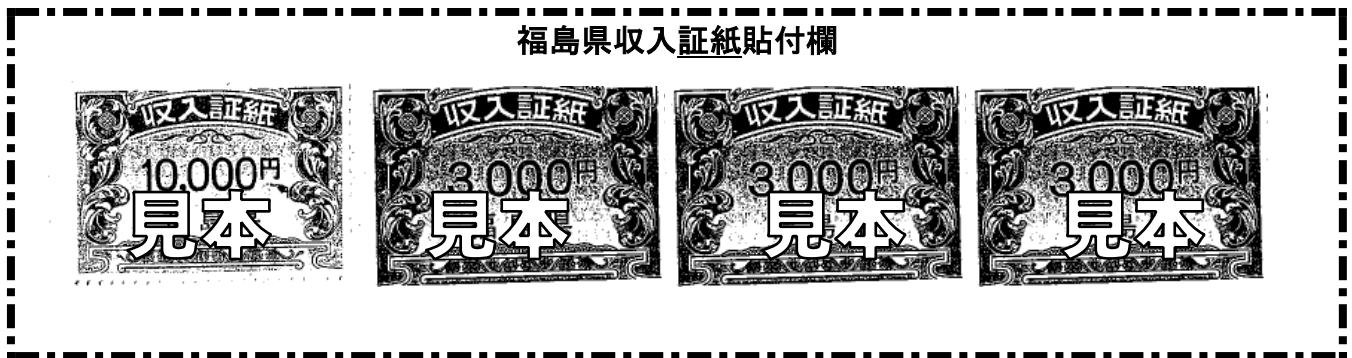 福島県収入証紙貼付欄
収入証紙
10,000円
見本
収入証紙
3,000円
見本
収入証紙
3,000円
見本
収入証紙
3,000円
見本